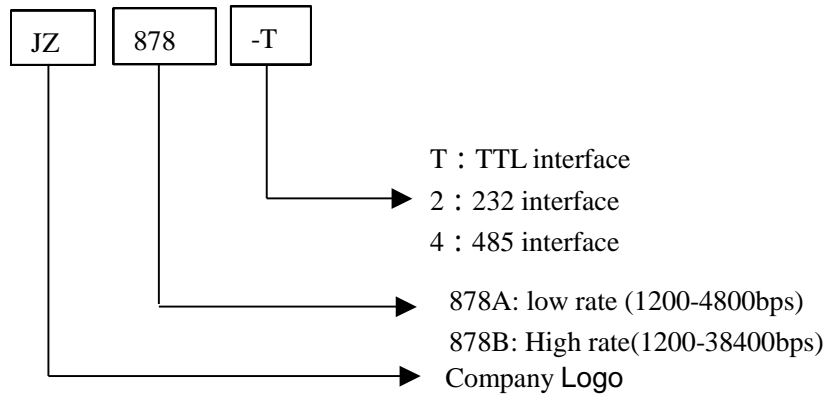 JZ 878 -T
T：TTL interface
2：232 interface
4：485 interface
878A: low rate (1200-4800bps)
878B: High rate(1200-38400bps)
Company Logo